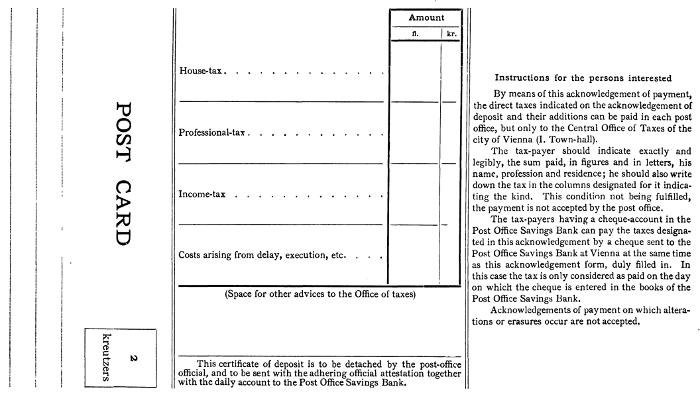 POST CARD
2
kreutzers
Amount
fl. kr.
House-tax . . . . . . . . . . . . . .
Professional-tax . . . . . . . . . . . .
Income-tax . . . . . . . . . . . . .
Costs arising from delay, execution, etc. . . . .
(Space for other advices to the Office of taxes)
This certificate of deposit is to be detached by the post-office
official, and to be sent with the adhering official attestation together
with the daily account to the Post Office Savings Bank.
Instructions for the persons interested
By means of this acknowledgement of payment,
the direct taxes indicated on the acknowledgement of
deposit and their additions can be paid in each post
office, but only to the Central Office of Taxes of the
city of Vienna (I. Town-hall).
The tax-payer should indicate exactly and
legibly, the sum paid, in figures and in letters, his
name, profession and residence; he should also write
down the tax in the columns designated for it indica-
ting the kind. This condition not being fulfilled,
the payment is not accepted by the post office.
The tax-payers having a cheque-account in the
Post Office Savings Bank can pay the taxes designa-
ted in this acknowledgement by a cheque sent to the
Post Office Savings Bank at Vienna at the same time
as this acknowledgement form, duly filled in. In
this case the tax is only considered as paid on the day
on which the cheque is entered in the books of the
Post Office Savings Bank.
Acknowledgements of payment on which altera-
tions or erasures occur are not accepted.